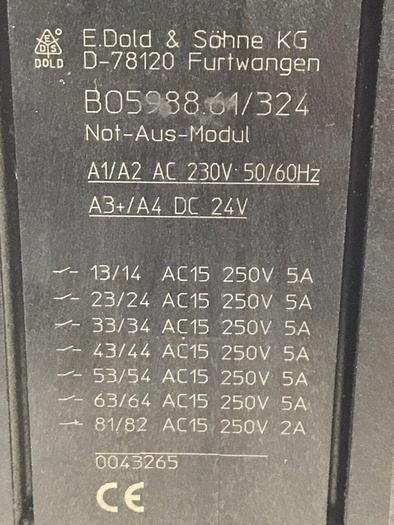 E D S
DOLD
E.Dold & Söhne KG
D-78120 Furtwangen
BO5988.61/324
Not-Aus-Modul
A1/A2 AC 230V 50/60Hz
A3+/A4 DC 24V
13/14 AC15 250V 5A
23/24 AC15 250V 5A
33/34 AC15 250V 5A
43/44 AC15 250V 5A
53/54 AC15 250V 5A
63/64 AC15 250V 5A
81/82 AC15 250V 2A
0043265
CE